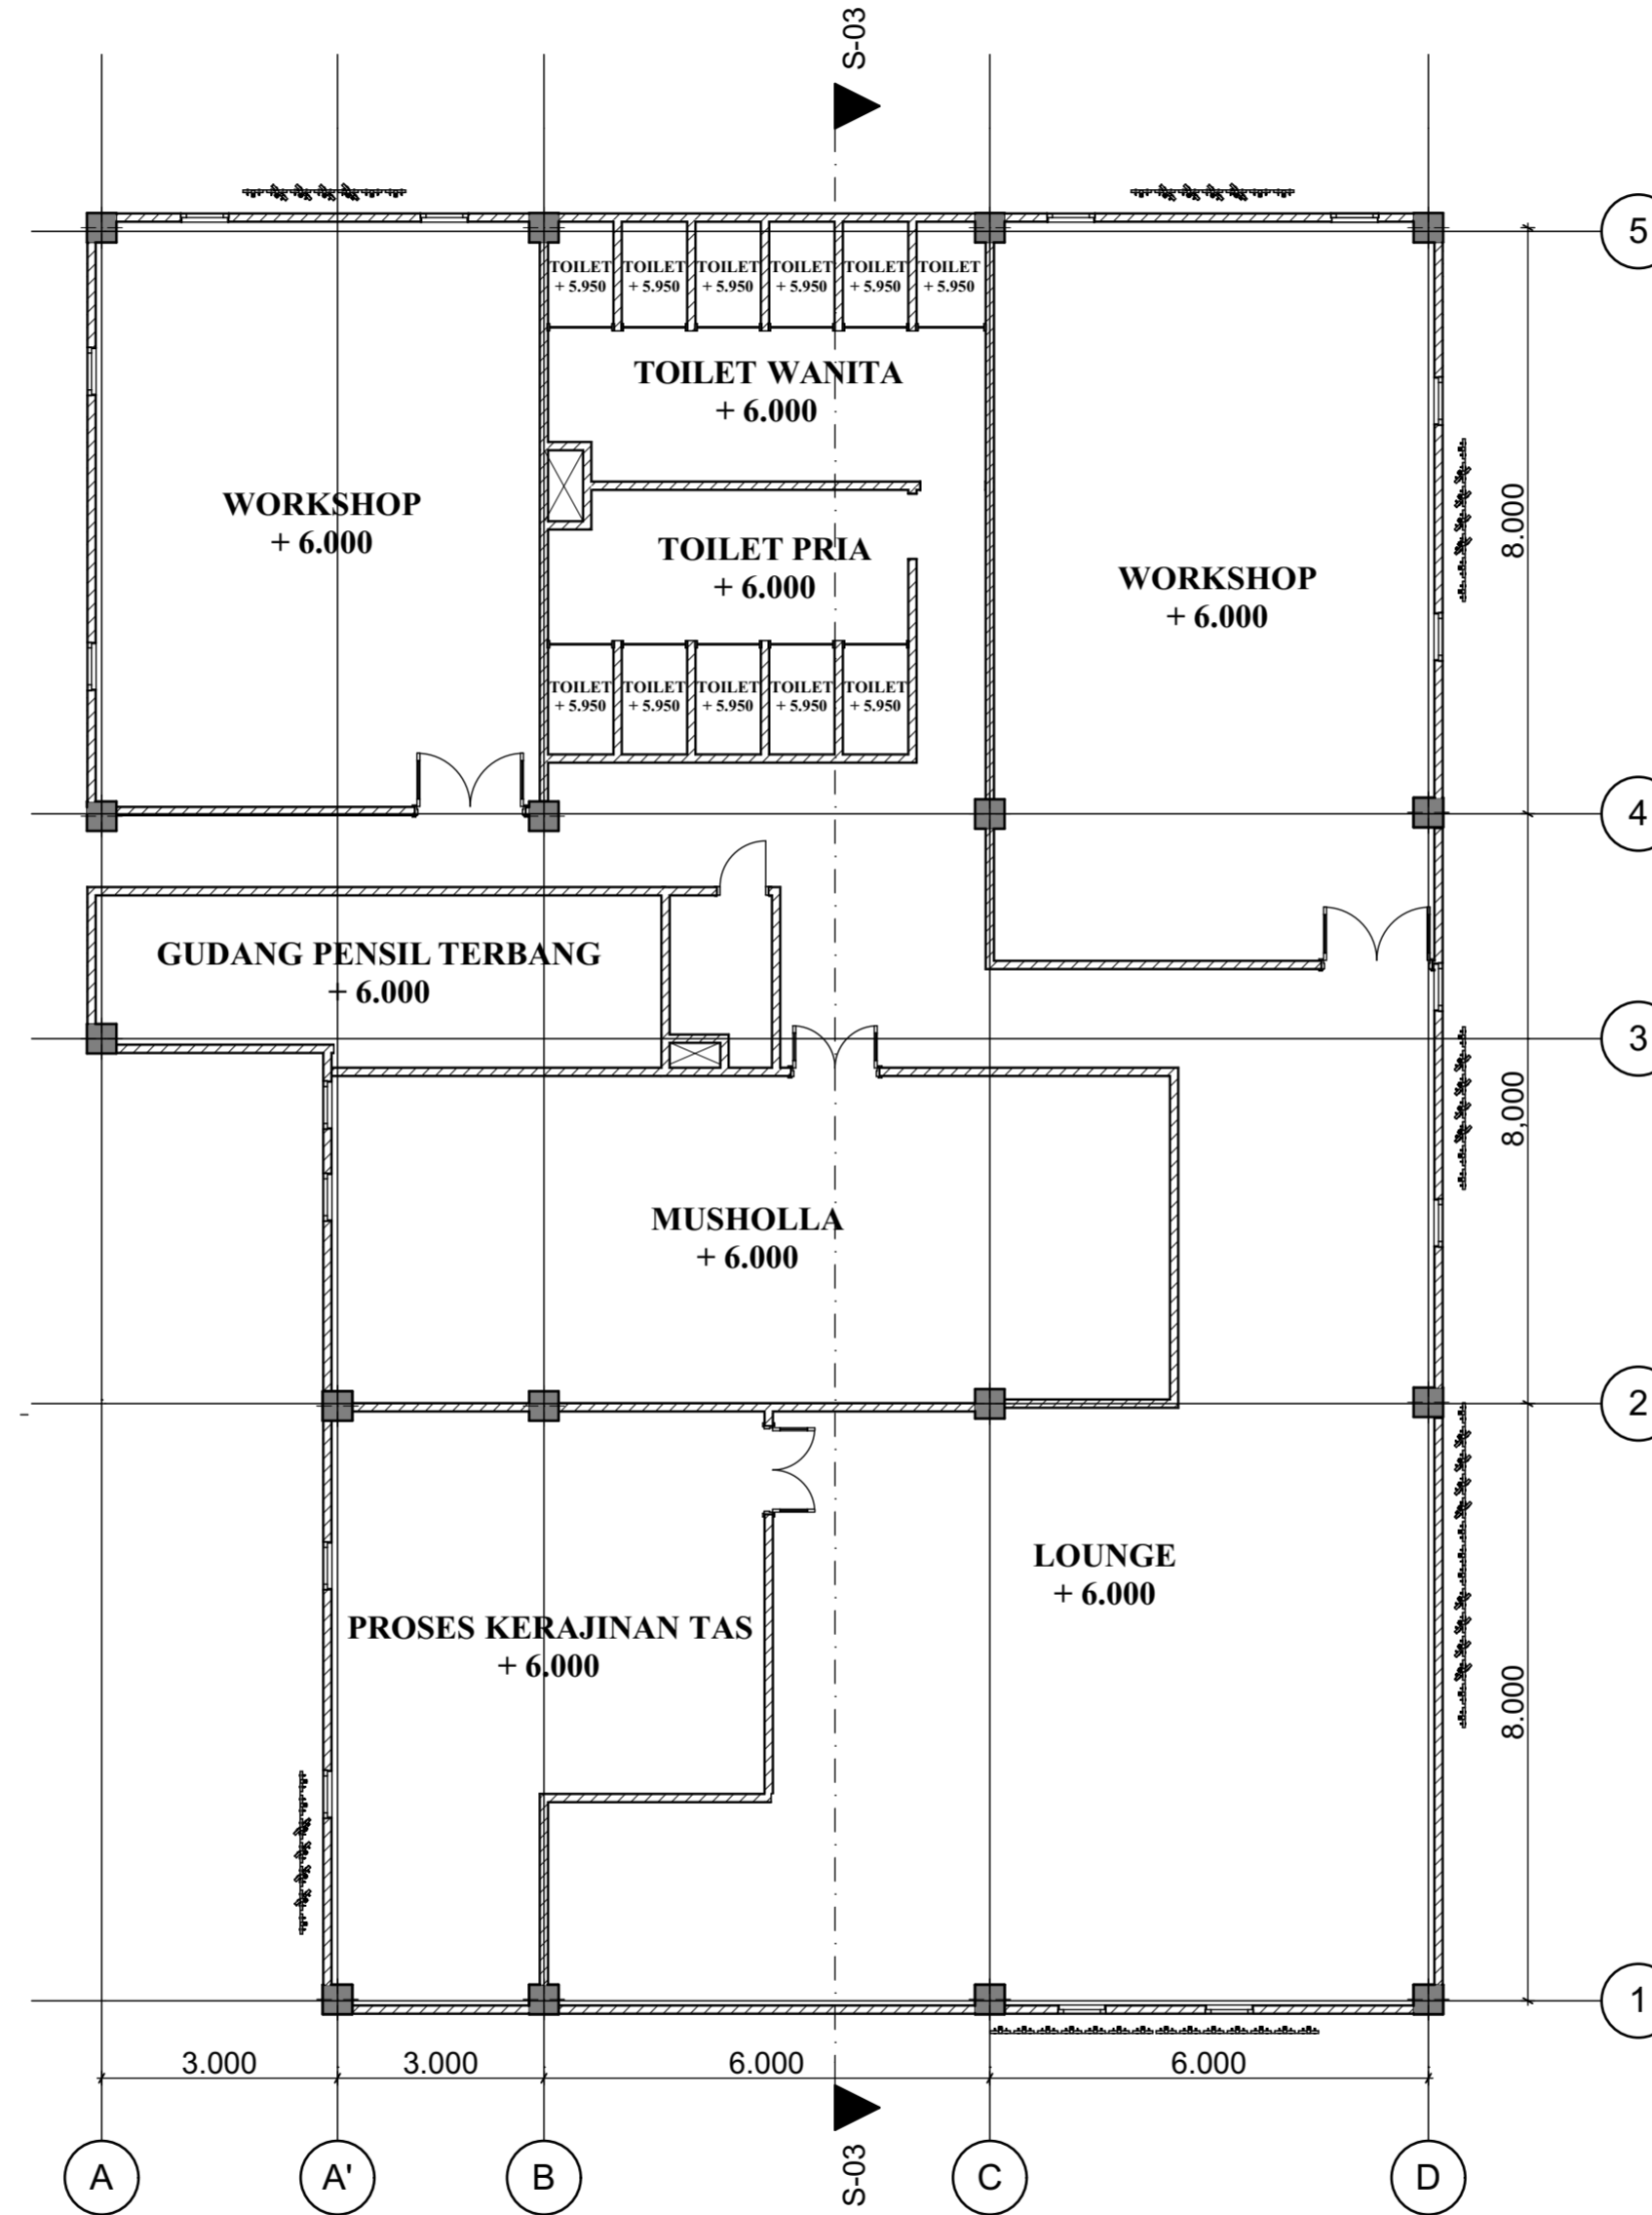 S-03
5
TOILET
+ 5.950
TOILET
+ 5.950
TOILET
+ 5.950
TOILET
+ 5.950
TOILET
+ 5.950
TOILET
+ 5.950
TOILET WANITA
+ 6.000
WORKSHOP
+ 6.000
TOILET PRIA
+ 6.000
WORKSHOP
+ 6.000
8.000
TOILET
+ 5.950
TOILET
+ 5.950
TOILET
+ 5.950
TOILET
+ 5.950
TOILET
+ 5.950
4
GUDANG PENSIL TERBANG
+ 6.000
3
8,000
MUSHOLLA
+ 6.000
2
LOUNGE
+ 6.000
PROSES KERAJINAN TAS
+ 6.000
8.000
1
3.000
3.000
6.000
6.000
A
A'
B
S-03
C
D